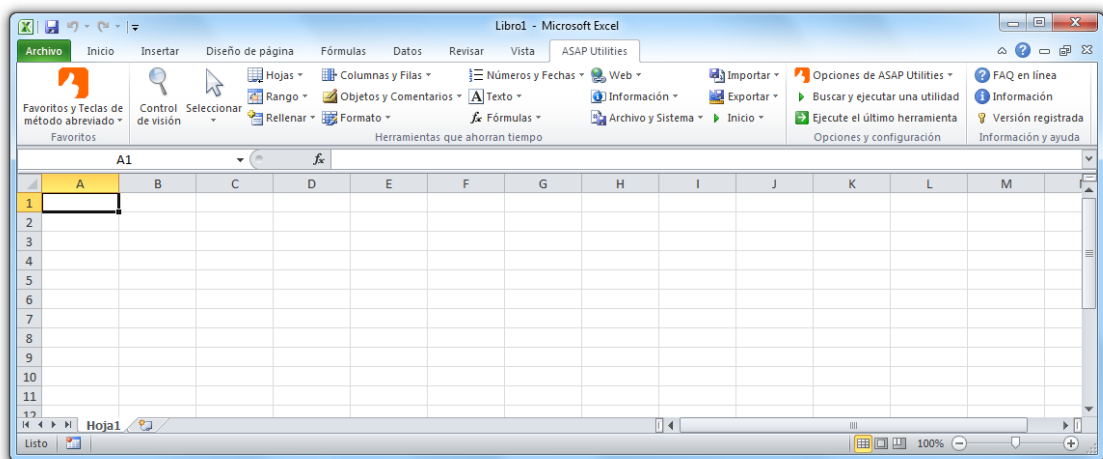 Libro1 - Microsoft Excel
Archivo Inicio Insertar Diseño de página Fórmulas Datos Revisar Vista ASAP Utilities
Favoritos y Teclas de método abreviado
Favoritos
Control de visión
Seleccionar
Hojas
Rango
Rellenar
Columnas y Filas
Objetos y Comentarios
Formato
Números y Fechas
Texto
Fórmulas
Web
Información
Archivo y Sistema
Importar
Exportar
Inicio
Herramientas que ahorran tiempo
Opciones de ASAP Utilities
Buscar y ejecutar una utilidad
Ejecute el último herramienta
Opciones y configuración
FAQ en línea
Información
Versión registrada
Información y ayuda
A1 fx
A B C D E F G H I J K L M
1
2
3
4
5
6
7
8
9
10
11
12
Hoja1
Listo 100%